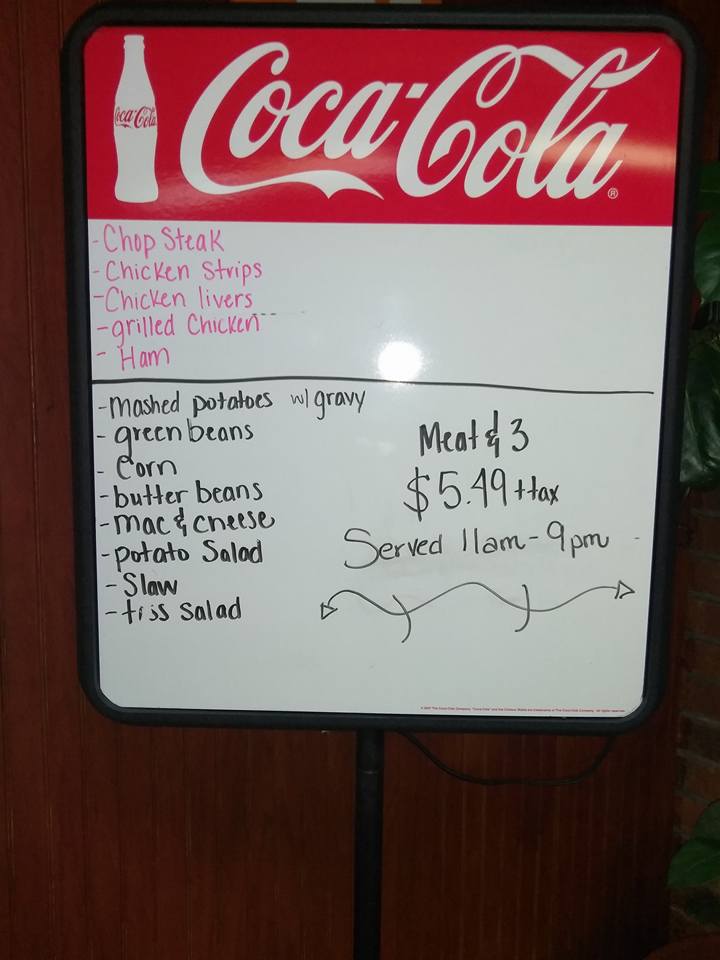 Coca-Cola
Coca-Cola®
- Chop Steak
- Chicken Strips
- Chicken livers
- grilled Chicken
- Ham
- mashed potatoes w/ gravy
- green beans
- Corn
- butter beans
- mac & cheese
- potato Salad
- Slaw
- tiss salad
Meat & 3
$5.49 + tax
Served 11am - 9pm